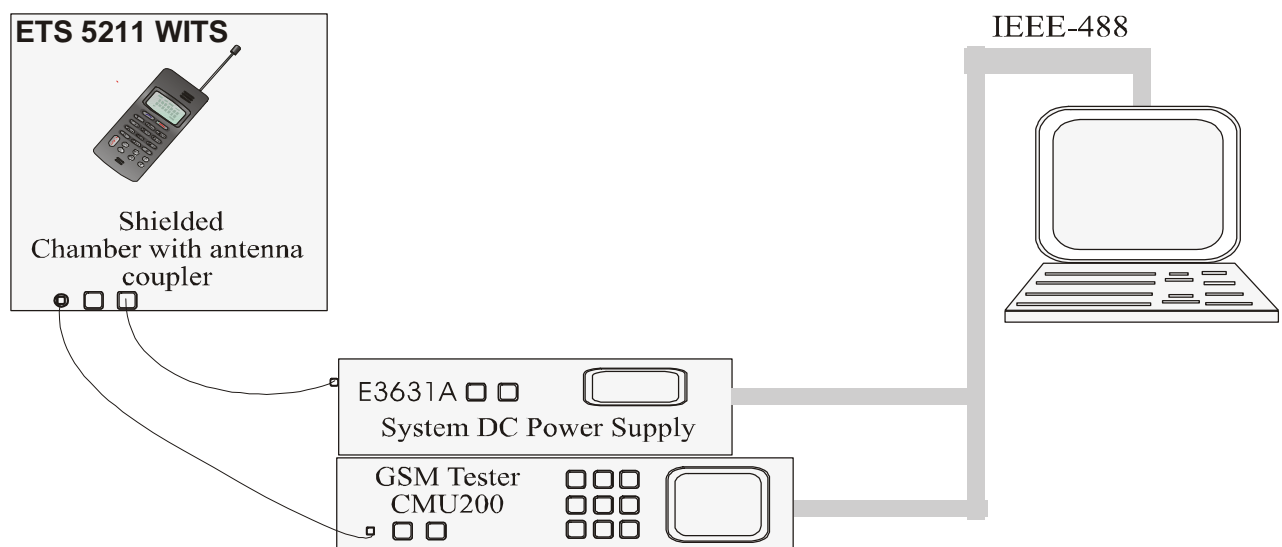 ETS 5211 WITS
IEEE-488
Shielded
Chamber with antenna
coupler
E3631A
System DC Power Supply
GSM Tester
CMU200